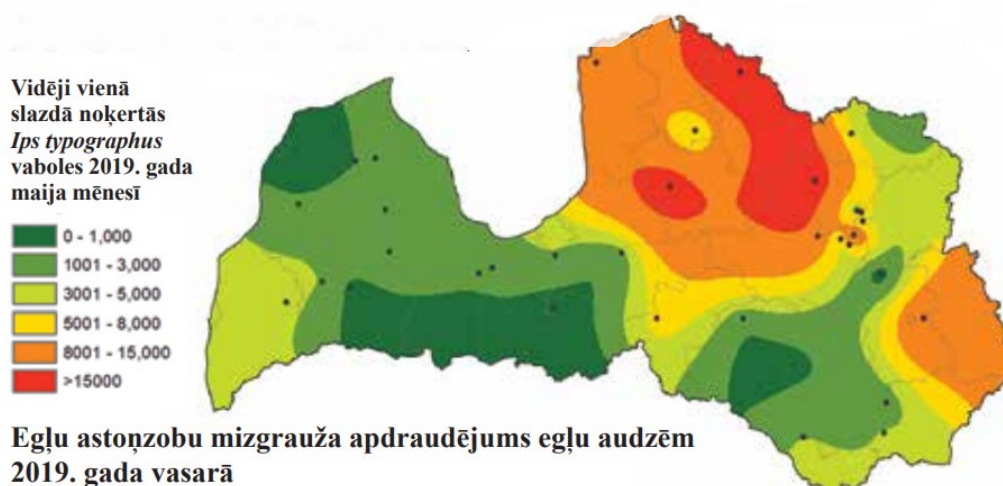 Vidēji vienā
slazdā noķertās
Ips typographus
vaboles 2019. gada
maija mēnesī
0 - 1,000
1001 - 3,000
3001 - 5,000
5001 - 8,000
8001 - 15,000
>15000
Egļu astoņzobu mizgrauža apdraudējums egļu audzēm
2019. gada vasarā